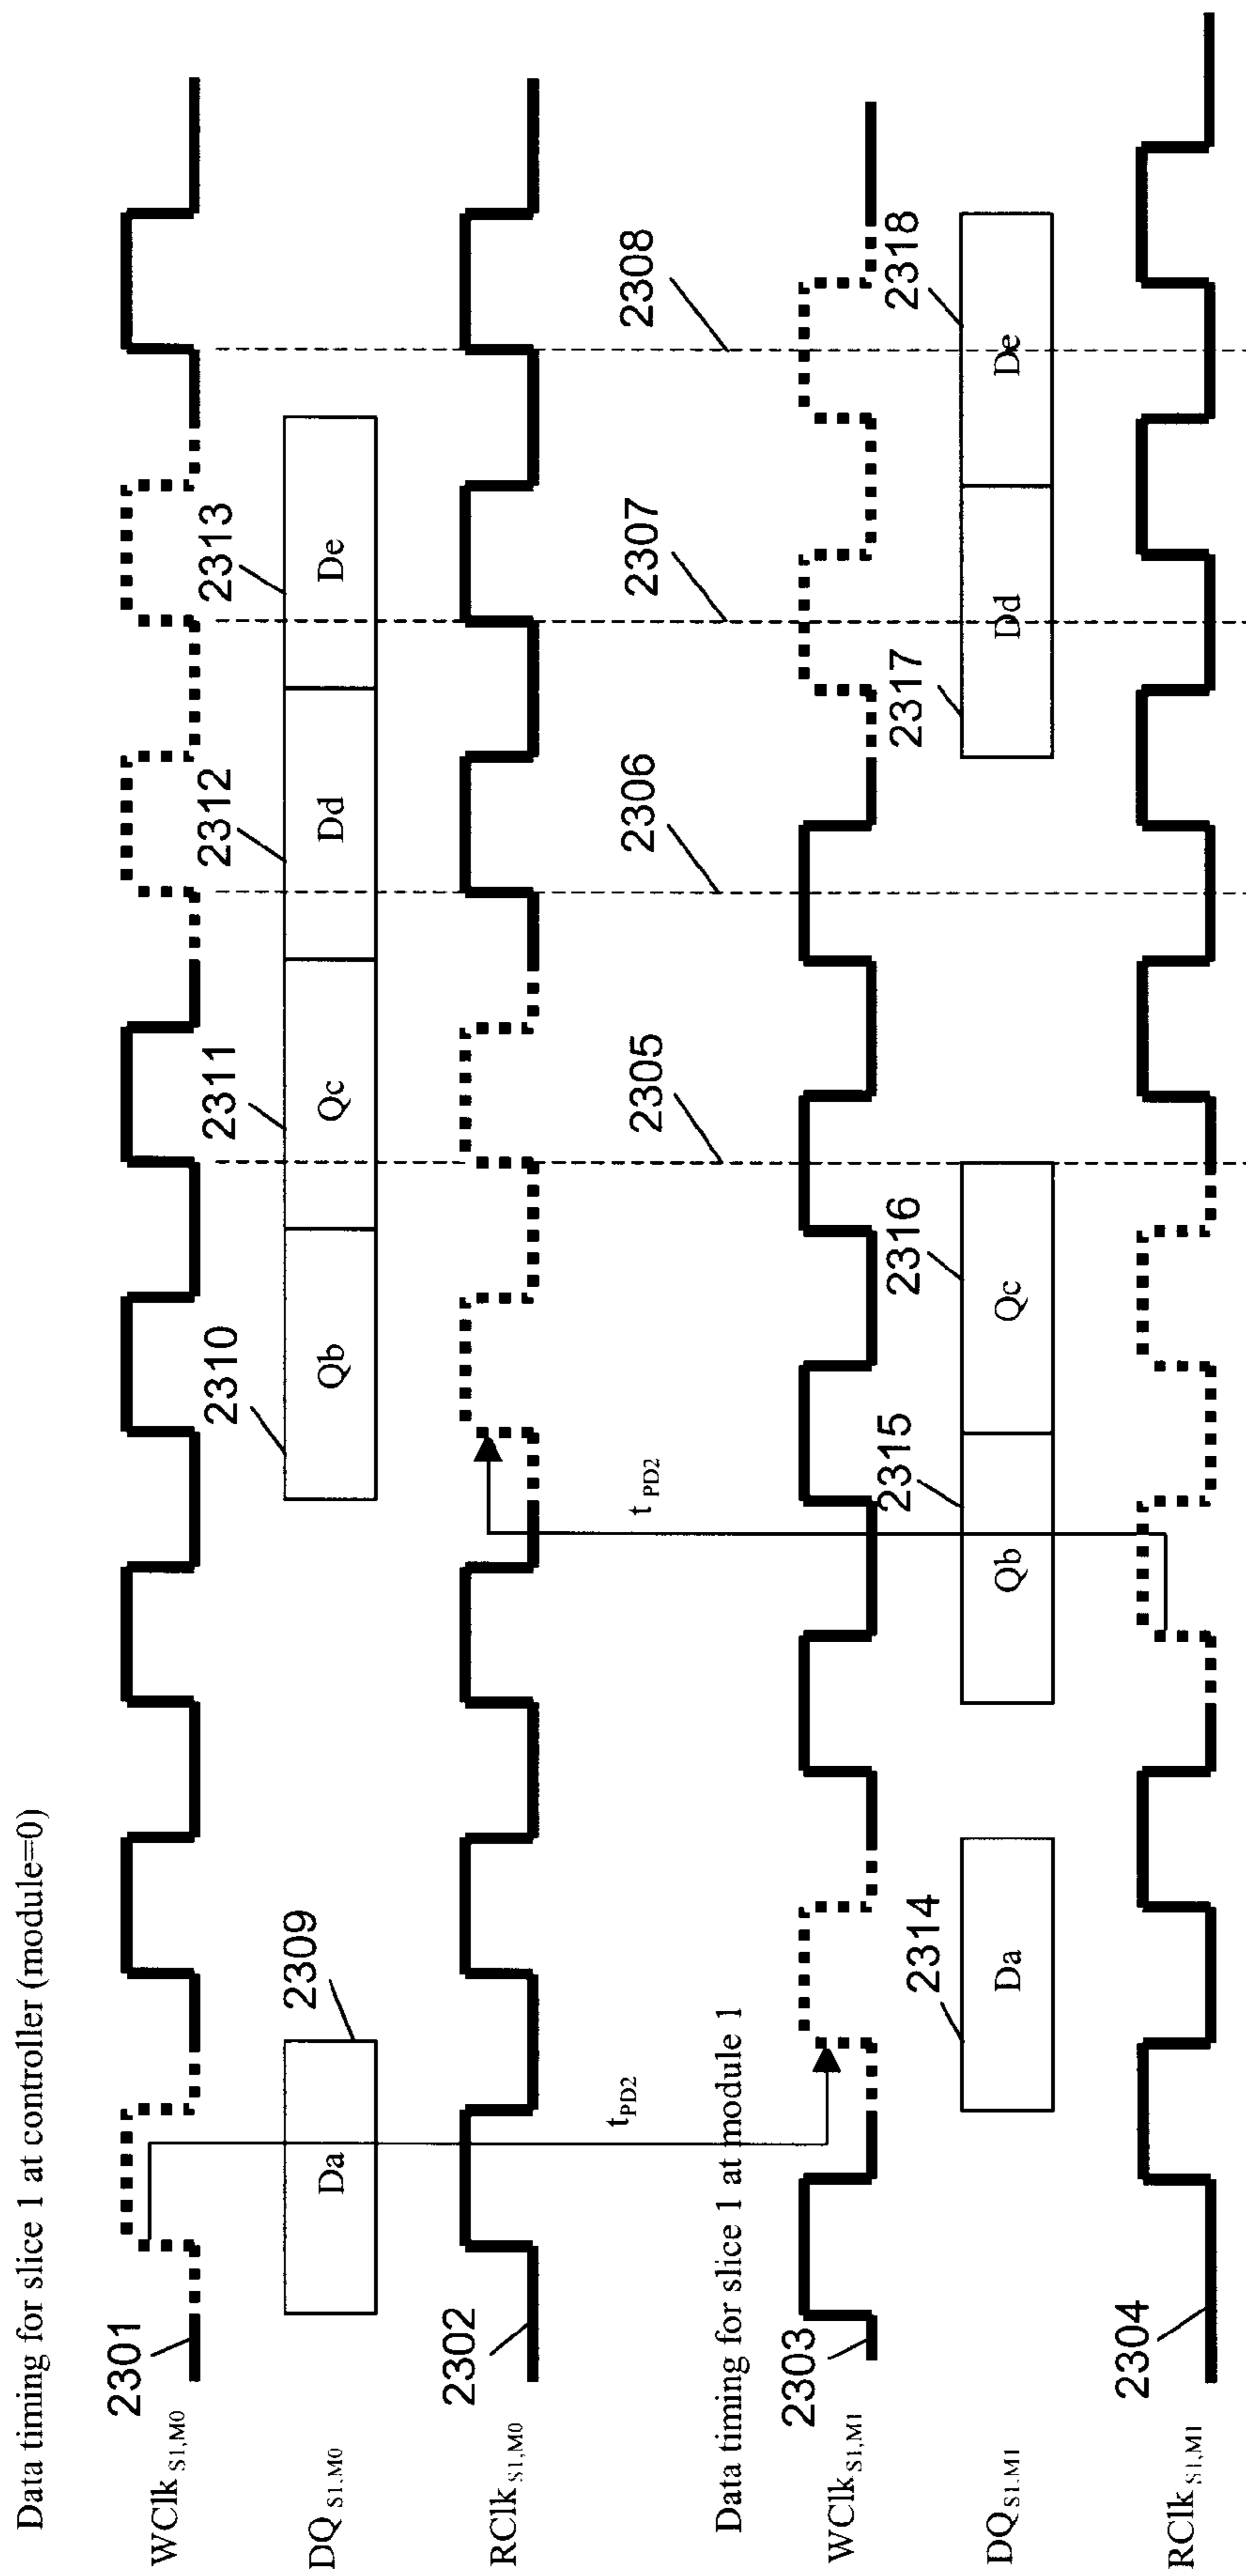 Data timing for slice 1 at controller (module=0)
WClk S1,M0
2301
DQ S1,M0
Da
2309
Qb
2310
Qc
2311
Dd
2312
De
2313
RClk S1,M0
2302
tPD2
t PD2
2305
2306
2307
2308
Data timing for slice 1 at module 1
WClk S1,M1
2303
DQ S1,M1
Da
2314
Qb
2315
Qc
2316
Dd
2317
De
2318
RClk S1,M1
2304